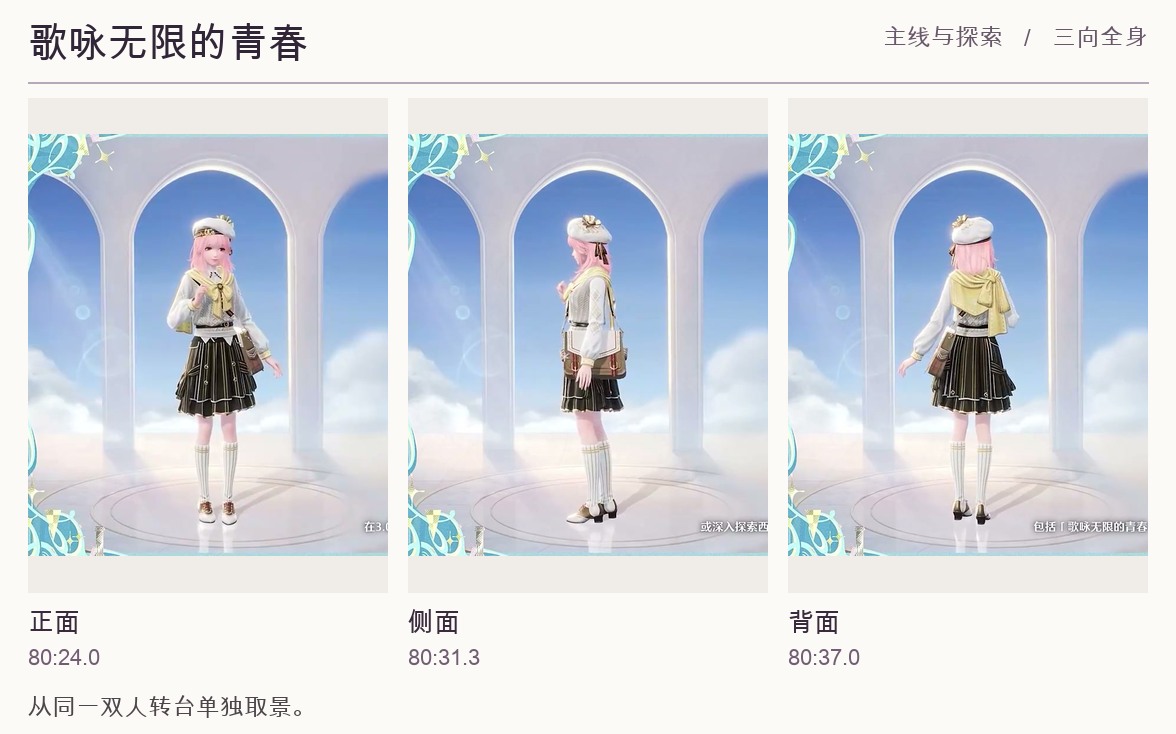 歌咏无限的青春
主线与探索 / 三向全身
在3.0
或深入探索西
包括「歌咏无限的青春
正面
侧面
背面
80:24.0
80:31.3
80:37.0
从同一双人转台单独取景。